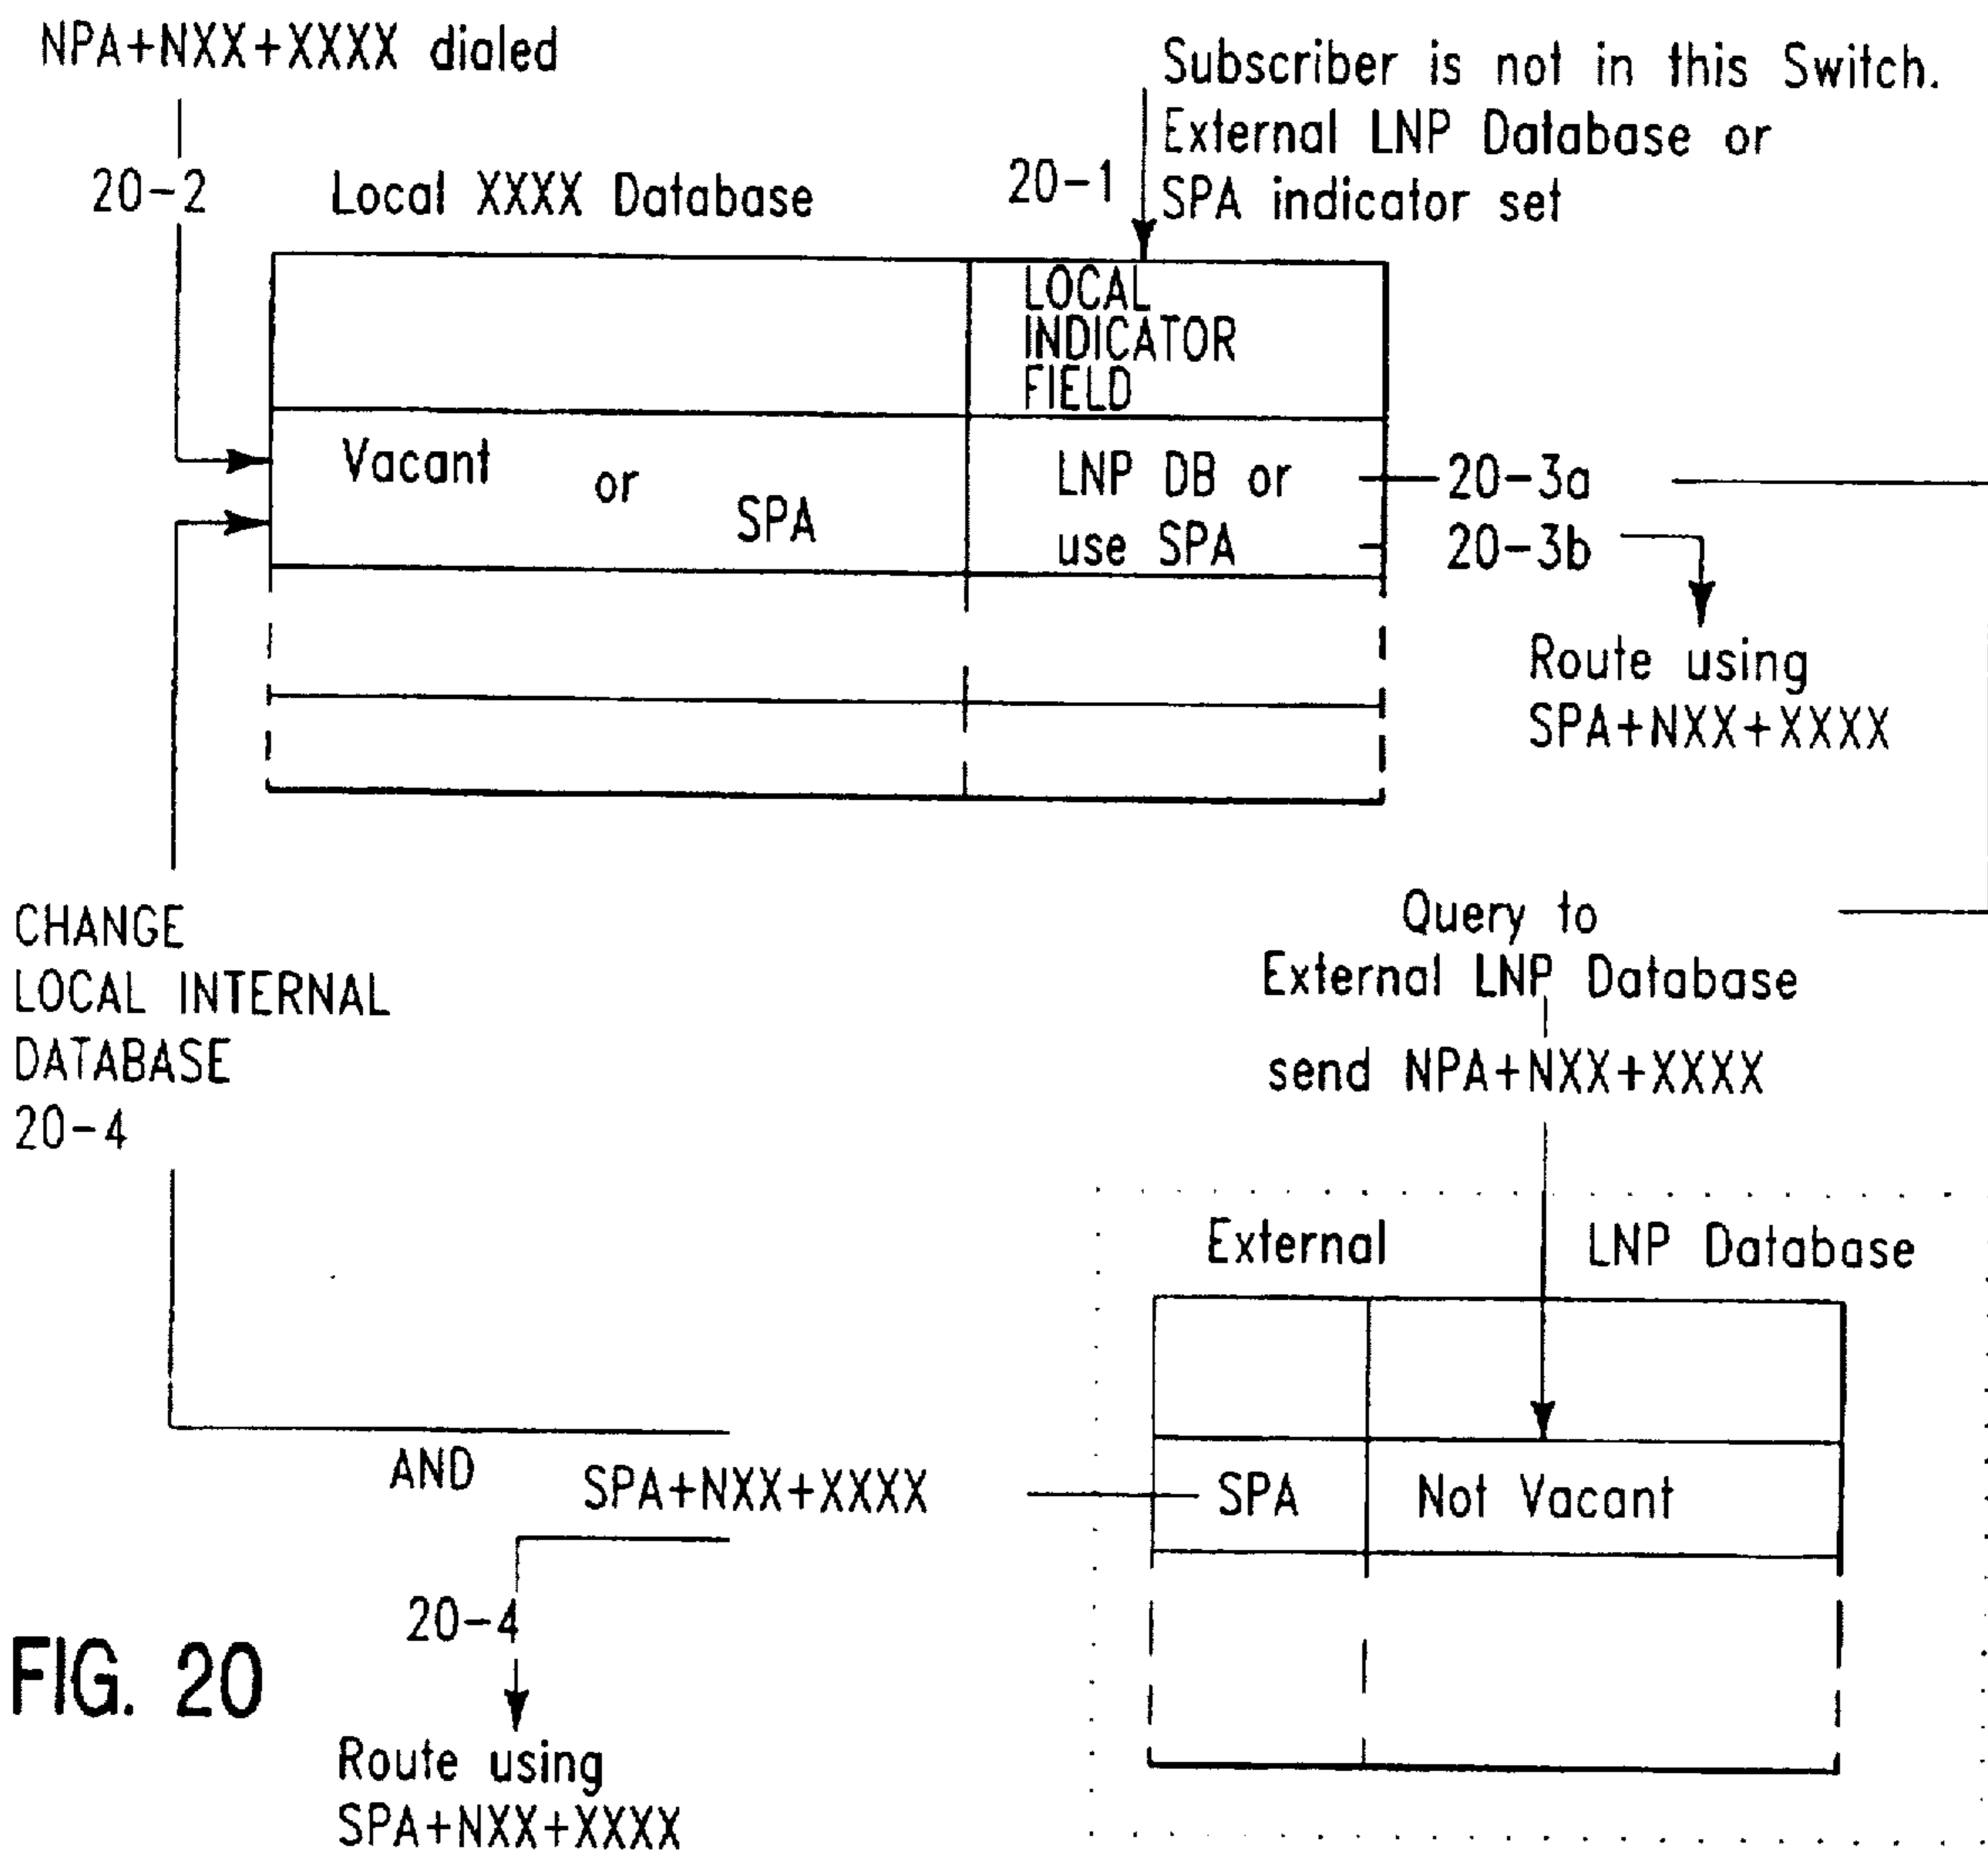 NPA+NXX+XXXX dialed
Subscriber is not in this Switch.
External LNP Database or
SPA indicator set
20-1
20-2
Local XXXX Database
LOCAL
INDICATOR
FIELD
Vacant or SPA
LNP DB or
use SPA
20-3a
20-3b
Route using
SPA+NXX+XXXX
CHANGE
LOCAL INTERNAL
DATABASE
20-4
Query to
External LNP Database
send NPA+NXX+XXXX
External LNP Database
SPA Not Vacant
AND
SPA+NXX+XXXX
20-4
Route using
SPA+NXX+XXXX
FIG. 20